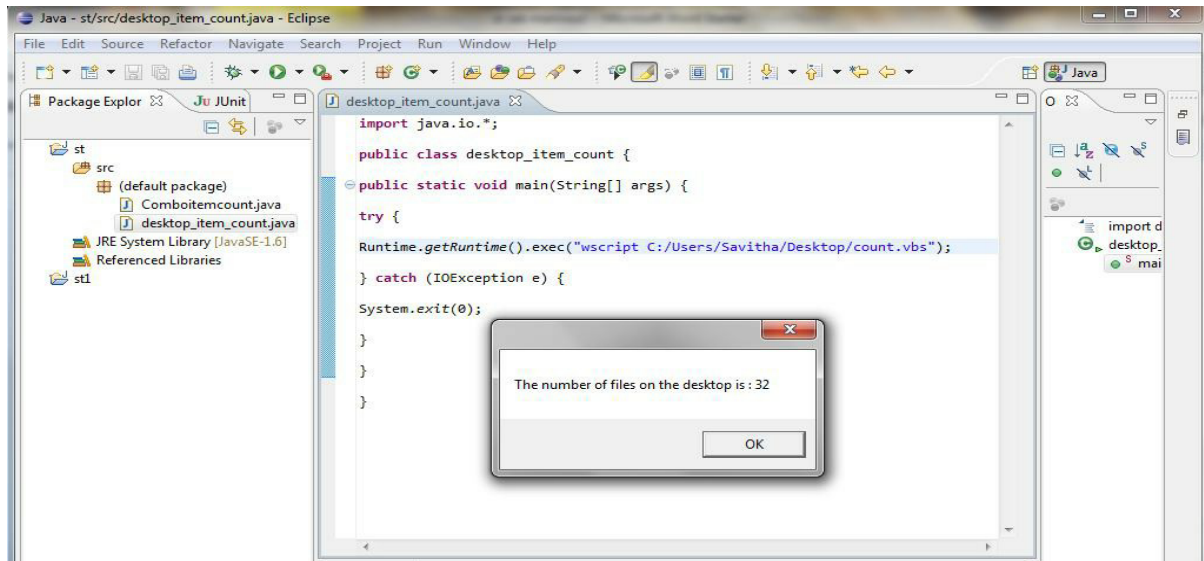 Java - st/src/desktop_item_count.java - Eclipse
File Edit Source Refactor Navigate Search Project Run Window Help
Java
Package Explor
JUnit
st
src
(default package)
Comboitemcount.java
desktop_item_count.java
JRE System Library [JavaSE-1.6]
Referenced Libraries
st1
desktop_item_count.java
import java.io.*;
public class desktop_item_count {
public static void main(String[] args) {
try {
Runtime.getRuntime().exec("wscript C:/Users/Savitha/Desktop/count.vbs");
} catch (IOException e) {
System.exit(0);
}
}
}
The number of files on the desktop is : 32
OK
O
import d
desktop_
mai